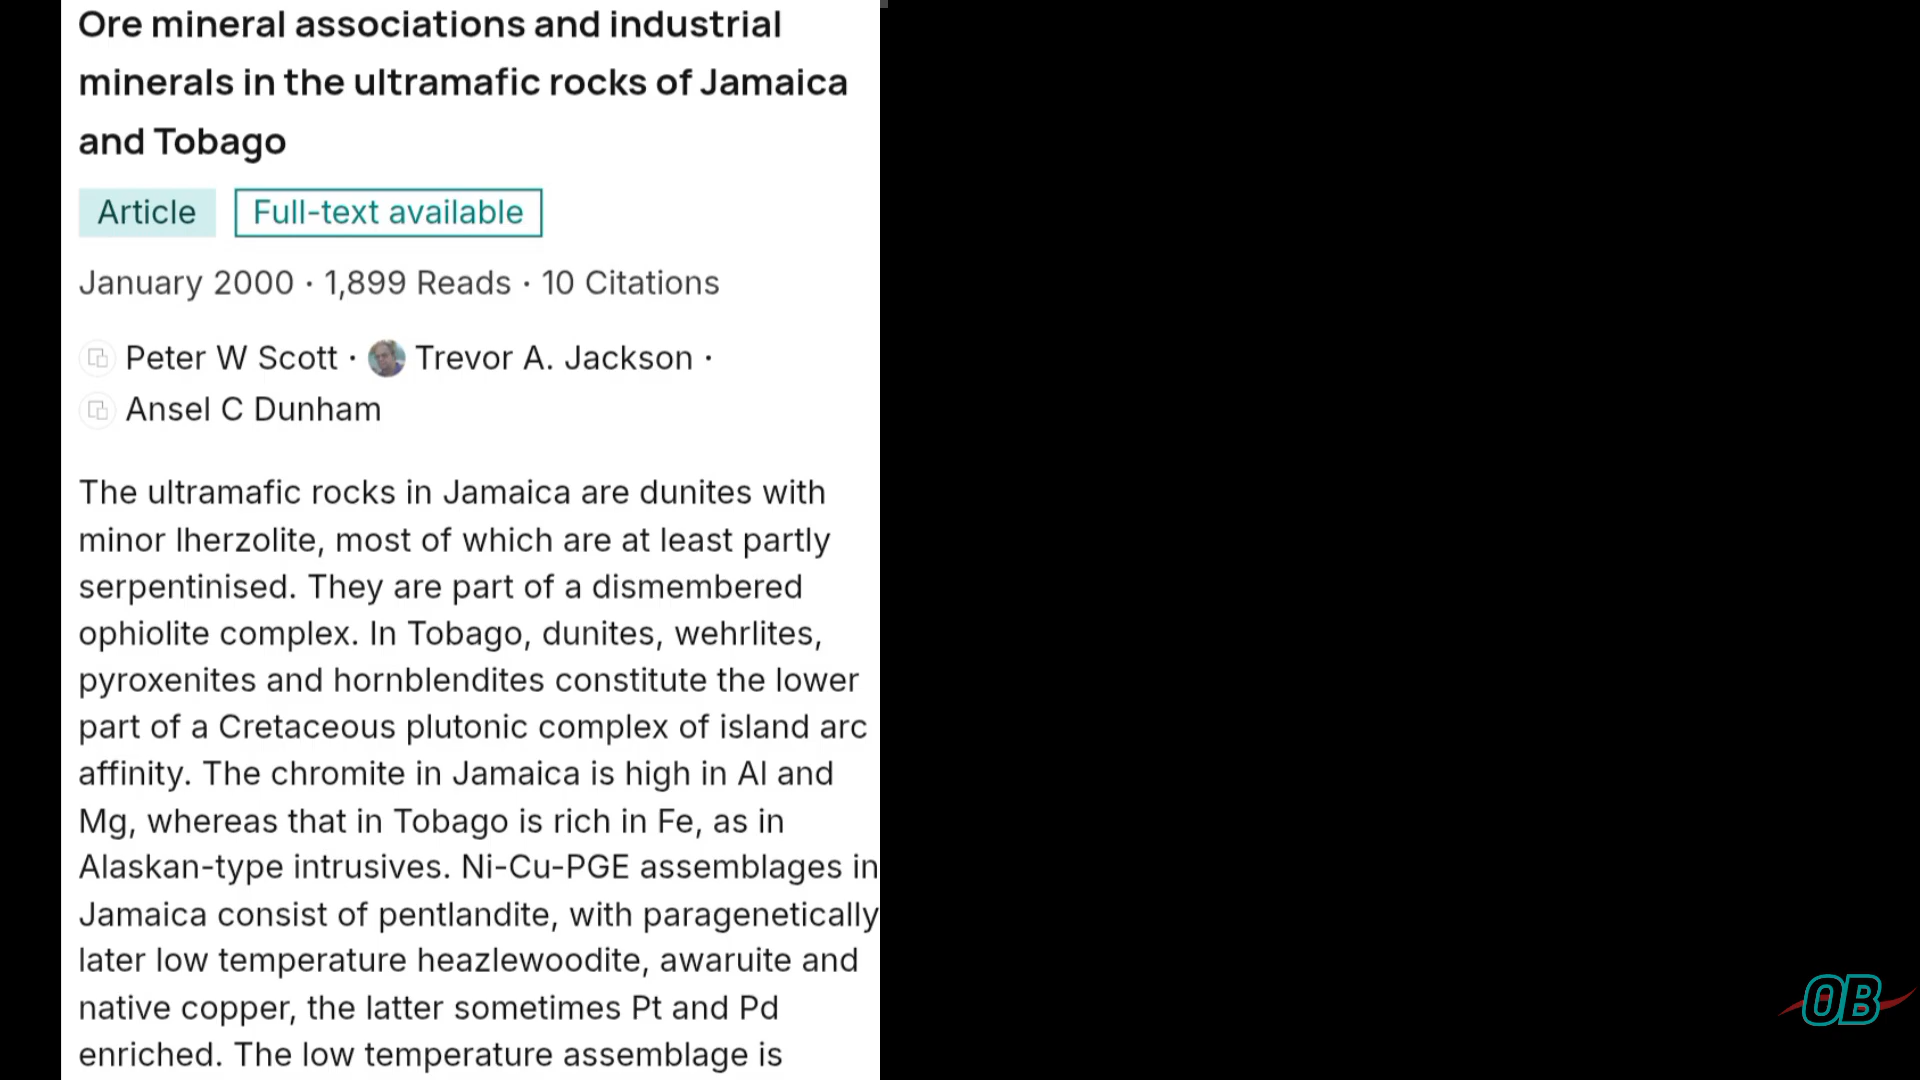 Ore mineral associations and industrial
minerals in the ultramafic rocks of Jamaica
and Tobago
Article Full-text available
January 2000 · 1,899 Reads · 10 Citations
Peter W Scott · Trevor A. Jackson ·
Ansel C Dunham
The ultramafic rocks in Jamaica are dunites with
minor lherzolite, most of which are at least partly
serpentinised. They are part of a dismembered
ophiolite complex. In Tobago, dunites, wehrlites,
pyroxenites and hornblendites constitute the lower
part of a Cretaceous plutonic complex of island arc
affinity. The chromite in Jamaica is high in Al and
Mg, whereas that in Tobago is rich in Fe, as in
Alaskan-type intrusives. Ni-Cu-PGE assemblages in
Jamaica consist of pentlandite, with paragenetically
later low temperature heazlewoodite, awaruite and
native copper, the latter sometimes Pt and Pd
enriched. The low temperature assemblage is
OB